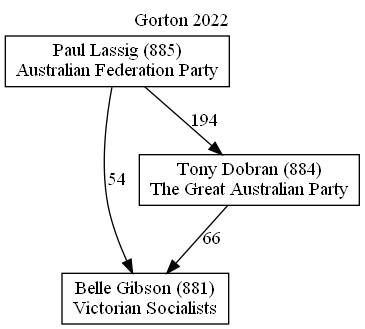 Gorton 2022
Paul Lassig (885)
Australian Federation Party
194
Tony Dobran (884)
The Great Australian Party
54
66
Belle Gibson (881)
Victorian Socialists